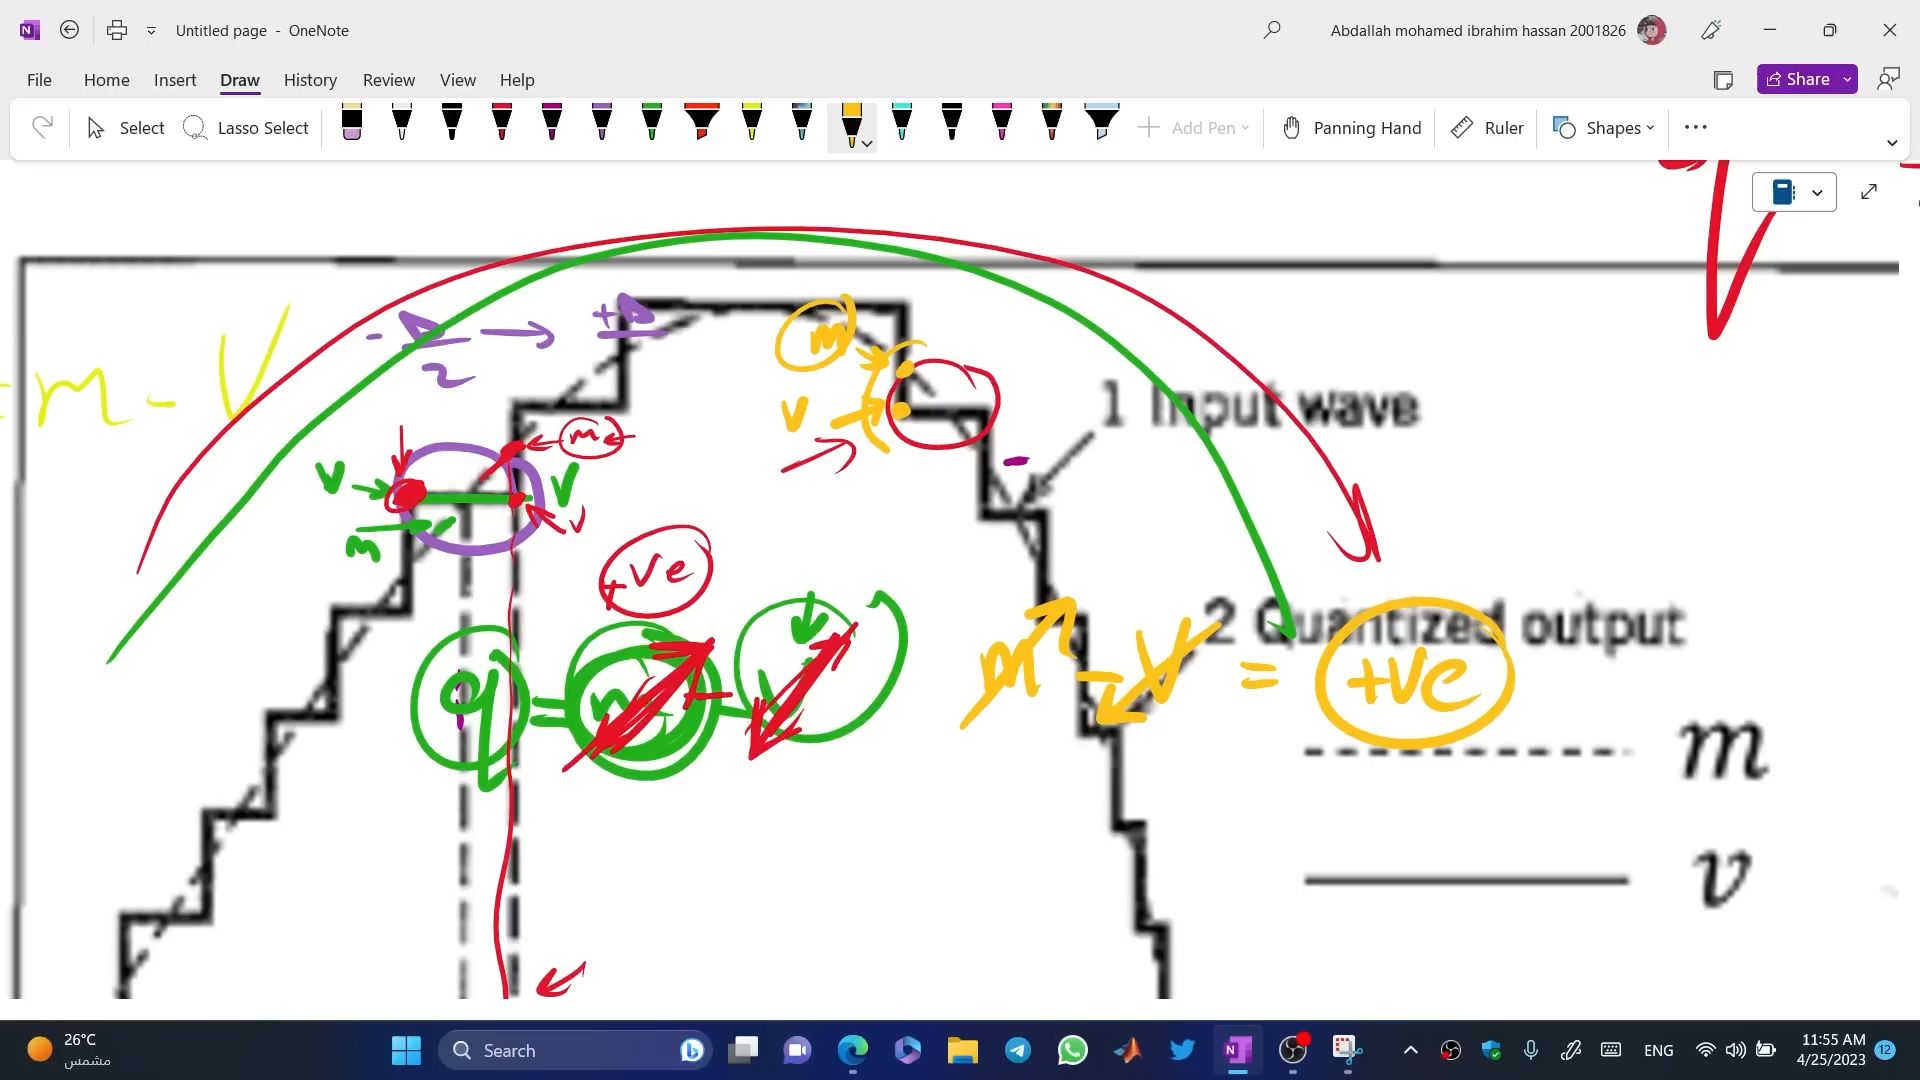 Untitled page - OneNote
Abdallah mohamed ibrahim hassan 2001826
File Home Insert Draw History Review View Help
Share
Select Lasso Select Add Pen Panning Hand Ruler Shapes
- Δ/2 → +Δ
m
= m - V
V
1 Input wave
m
V
V
V
m
+Ve
2 Quantized output
q = m - V
m - V = +Ve
m
v
26°C
مشمس
Search
ENG
11:55 AM
4/25/2023
12